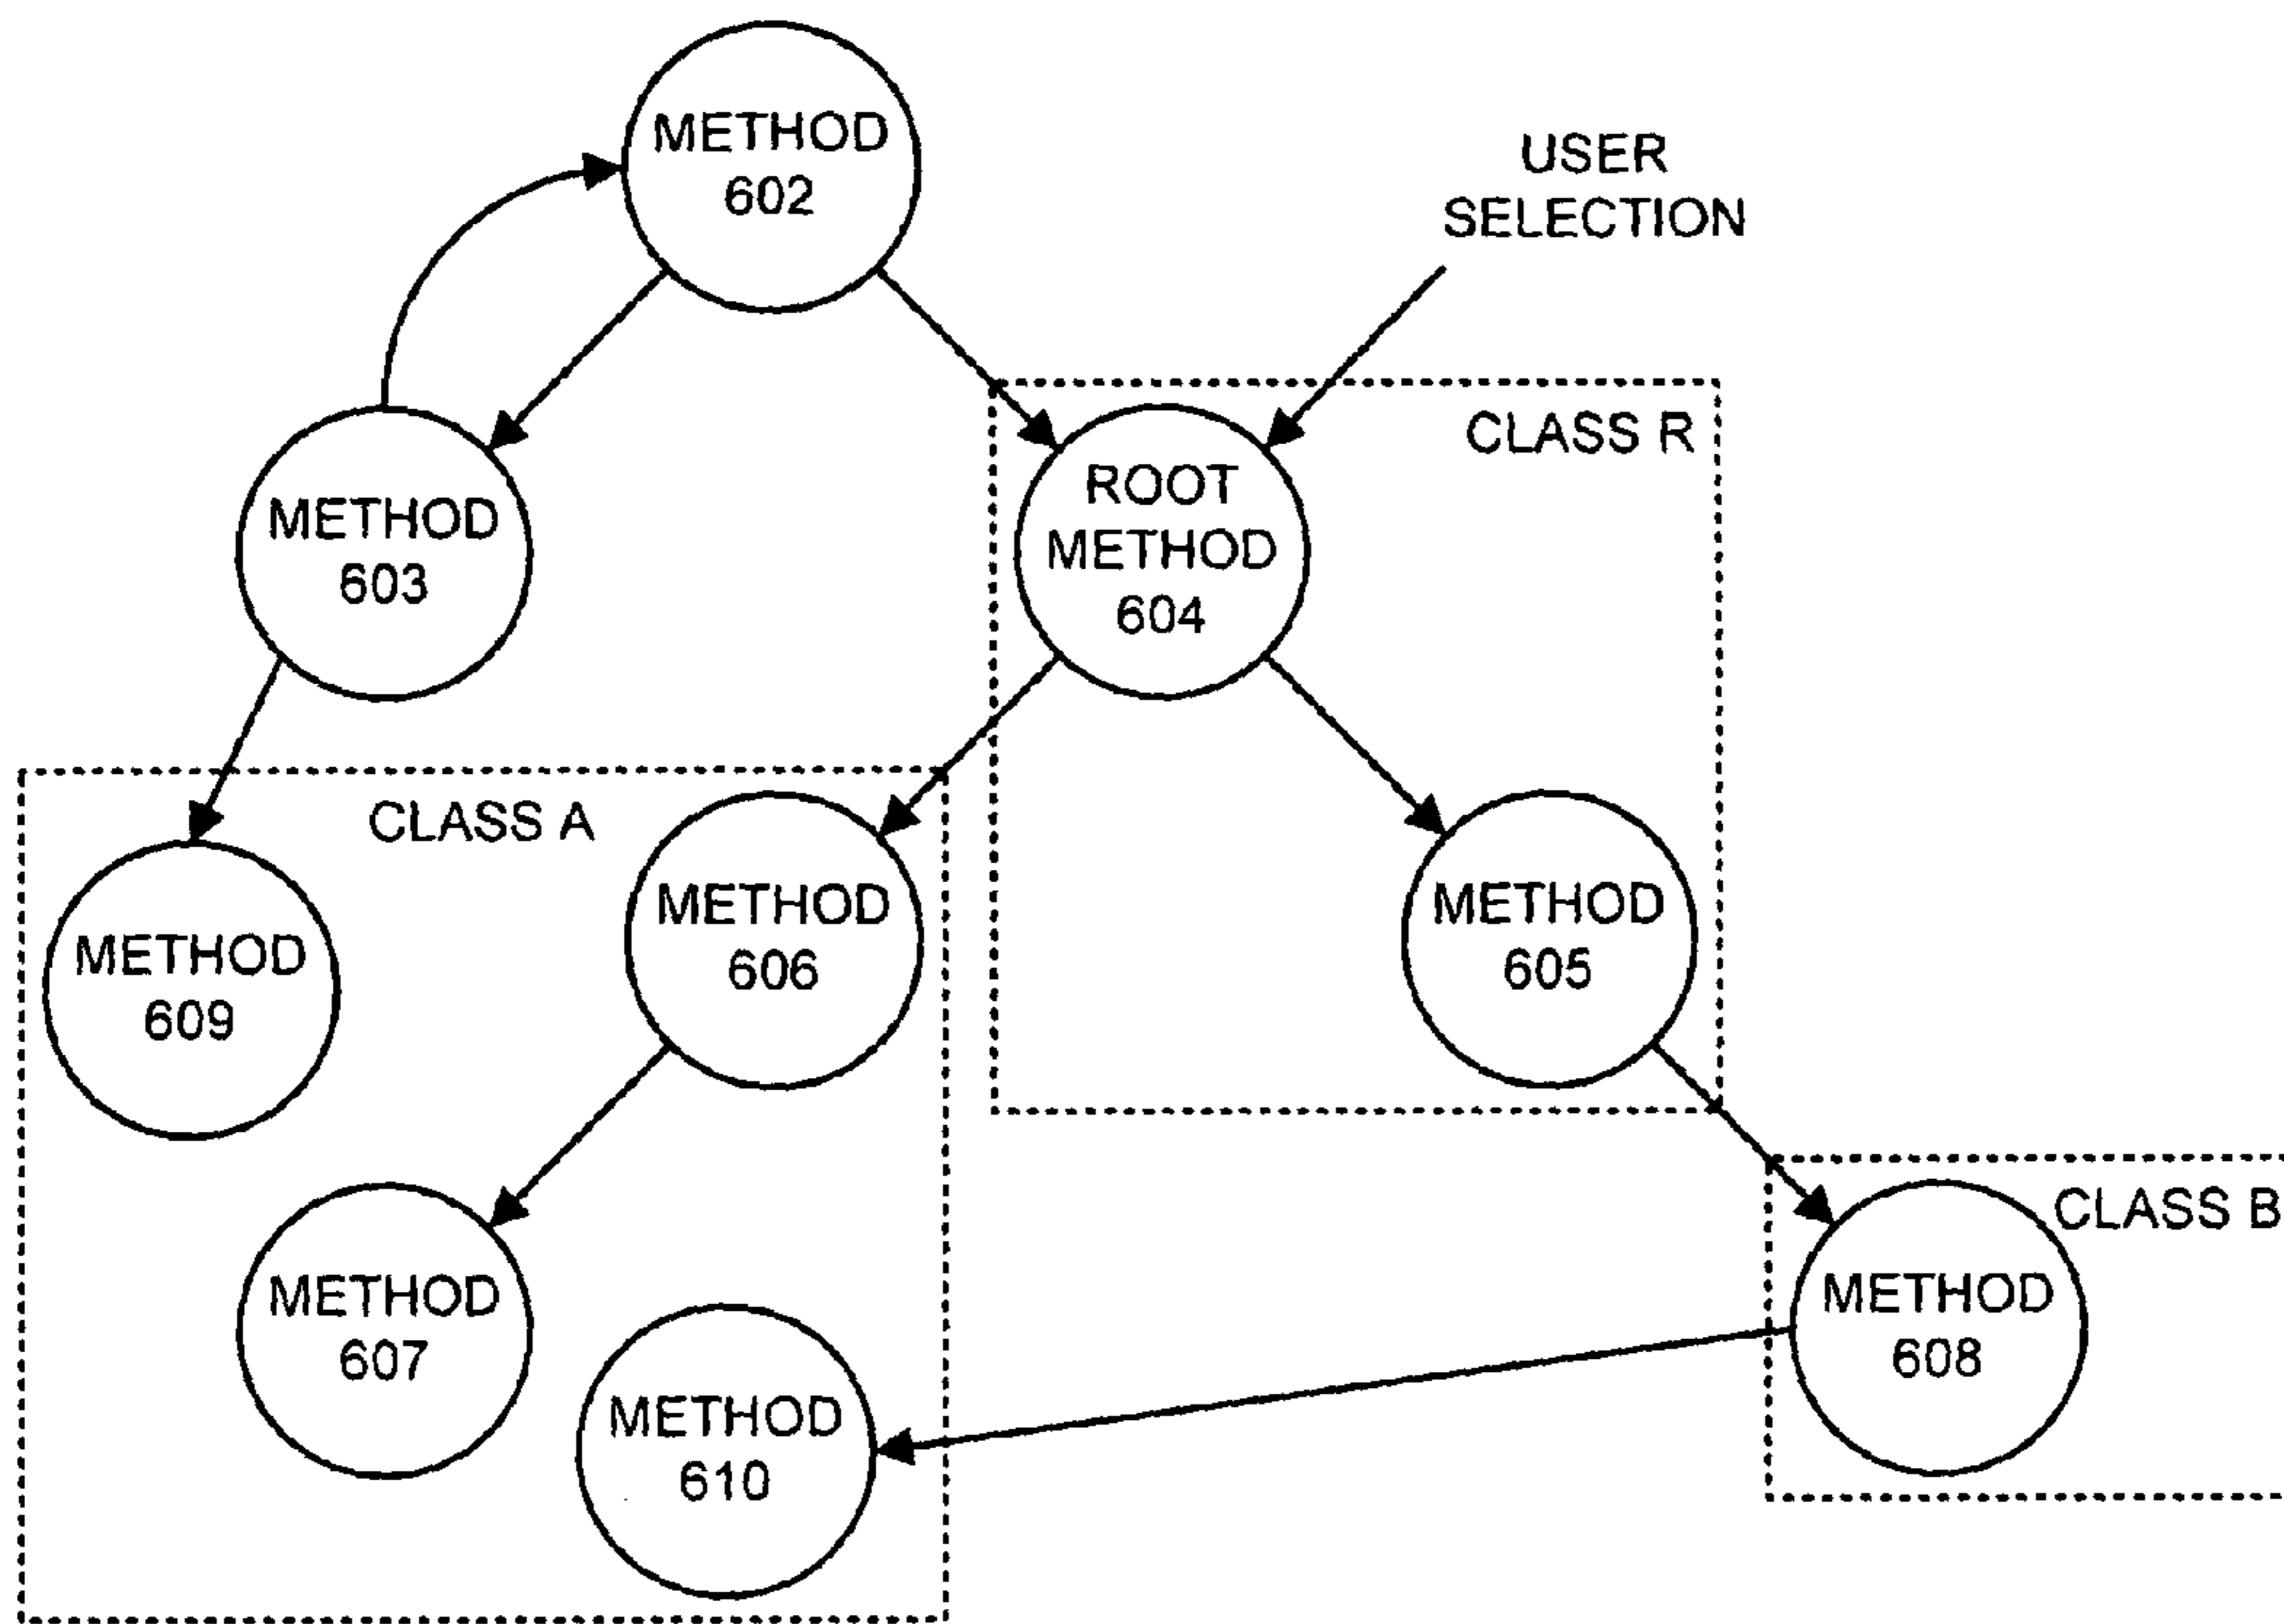 METHOD
602
USER
SELECTION
CLASS R
ROOT
METHOD
604
METHOD
603
CLASS A
METHOD
606
METHOD
605
METHOD
609
CLASS B
METHOD
607
METHOD
608
METHOD
610